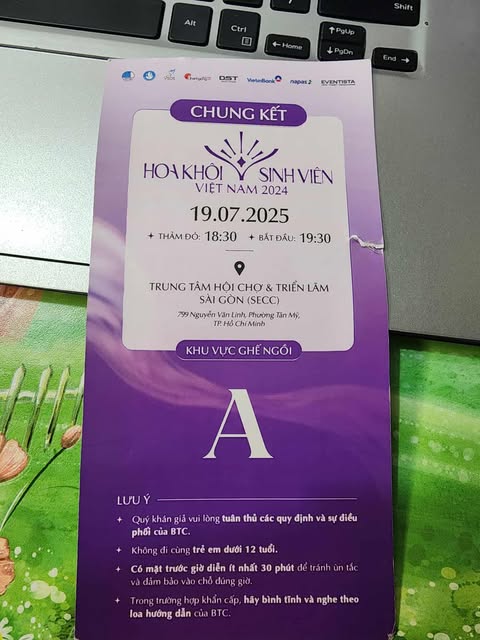 Shift
Alt
Ctrl
Home
PgUp
PgDn
End
DST
VietinBank
napas
EVENTISTA
CHUNG KẾT
HOA KHÔI SINH VIÊN
VIỆT NAM 2024
19.07.2025
THẢM ĐỎ: 18:30 BẮT ĐẦU: 19:30
TRUNG TÂM HỘI CHỢ & TRIỂN LÃM
SÀI GÒN (SECC)
799 Nguyễn Văn Linh, Phường Tân Mỹ,
TP. Hồ Chí Minh
KHU VỰC GHẾ NGỒI
A
LƯU Ý
Quý khán giả vui lòng tuân thủ các quy định và sự điều
phối của BTC.
Không đi cùng trẻ em dưới 12 tuổi.
Có mặt trước giờ diễn ít nhất 30 phút để tránh ùn tắc
và đảm bảo vào chỗ đúng giờ.
Trong trường hợp khẩn cấp, hãy bình tĩnh và nghe theo
loa hướng dẫn của BTC.